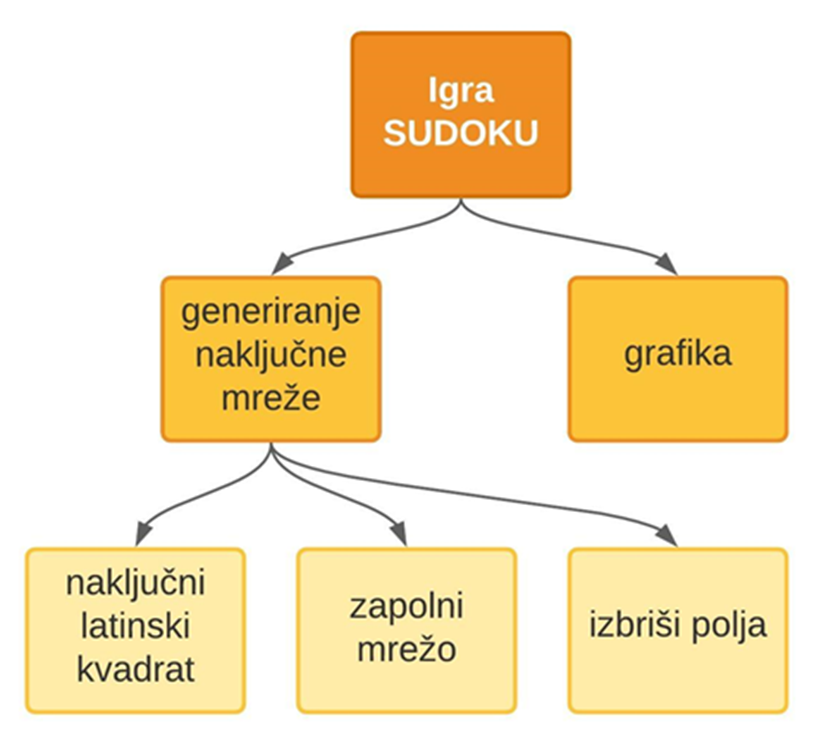 Igra
SUDOKU
generiranje
naključne
mreže
grafika
naključni
latinski
kvadrat
zapolni
mrežo
izbriši polja